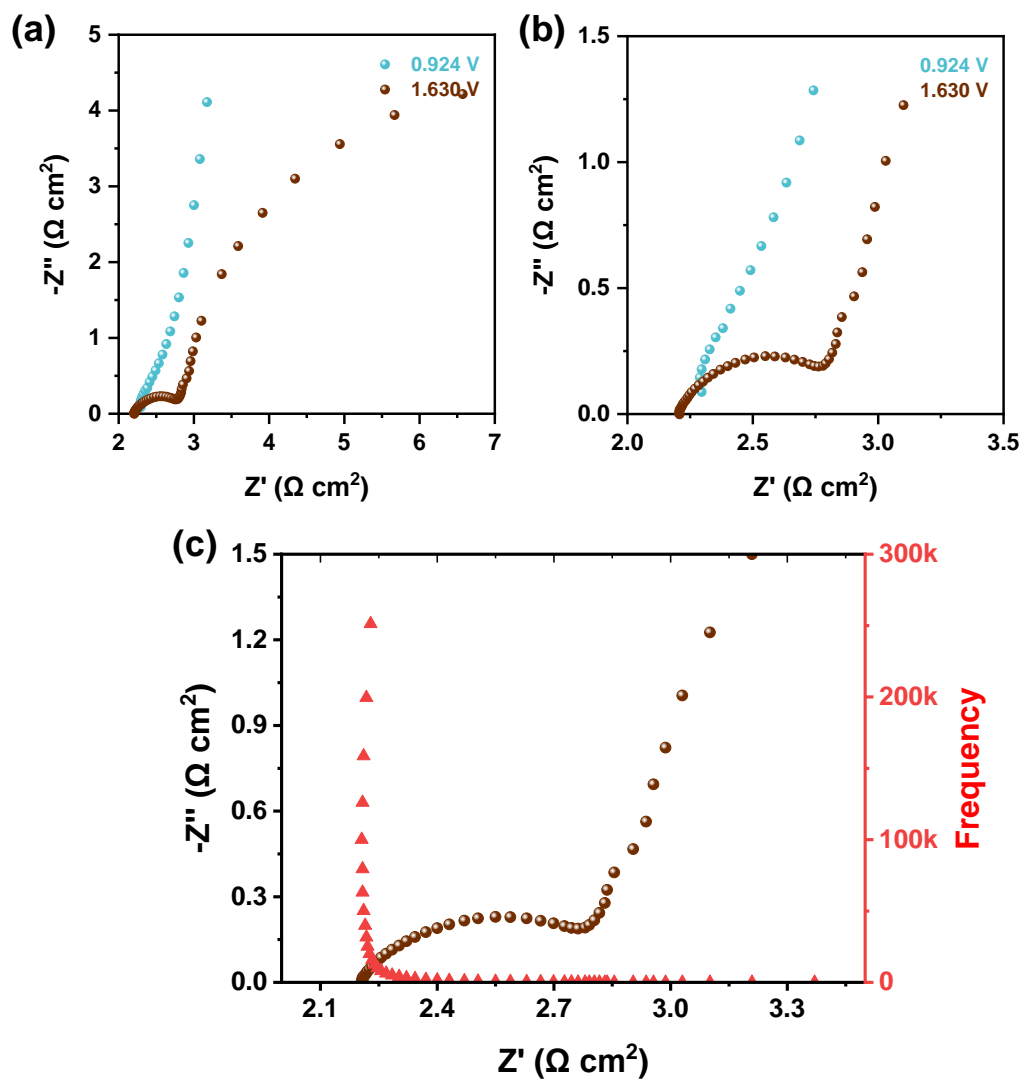 (a)
5
4
3
2
1
0
2 3 4 5 6 7
-Z'' (Ω cm²)
Z' (Ω cm²)
0.924 V
1.630 V
(b)
1.5
1.0
0.5
0.0
2.0 2.5 3.0 3.5
-Z'' (Ω cm²)
Z' (Ω cm²)
0.924 V
1.630 V
(c)
1.5
1.2
0.9
0.6
0.3
0.0
2.1 2.4 2.7 3.0 3.3
-Z'' (Ω cm²)
Z' (Ω cm²)
300k
200k
100k
0
Frequency